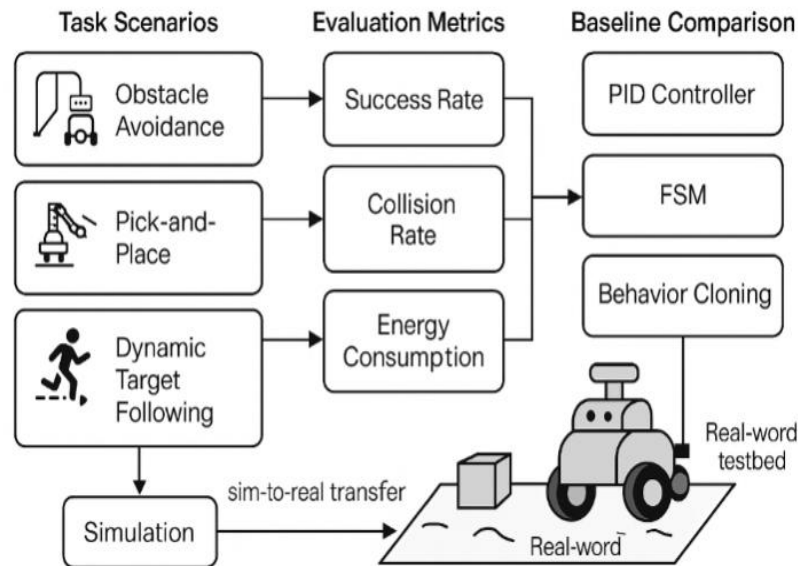 Task Scenarios
Evaluation Metrics
Baseline Comparison
Obstacle
Avoidance
Success Rate
PID Controller
Pick-and-
Place
Collision
Rate
FSM
Dynamic
Target
Following
Energy
Consumption
Behavior Cloning
Real-word
testbed
Simulation
sim-to-real transfer
Real-word